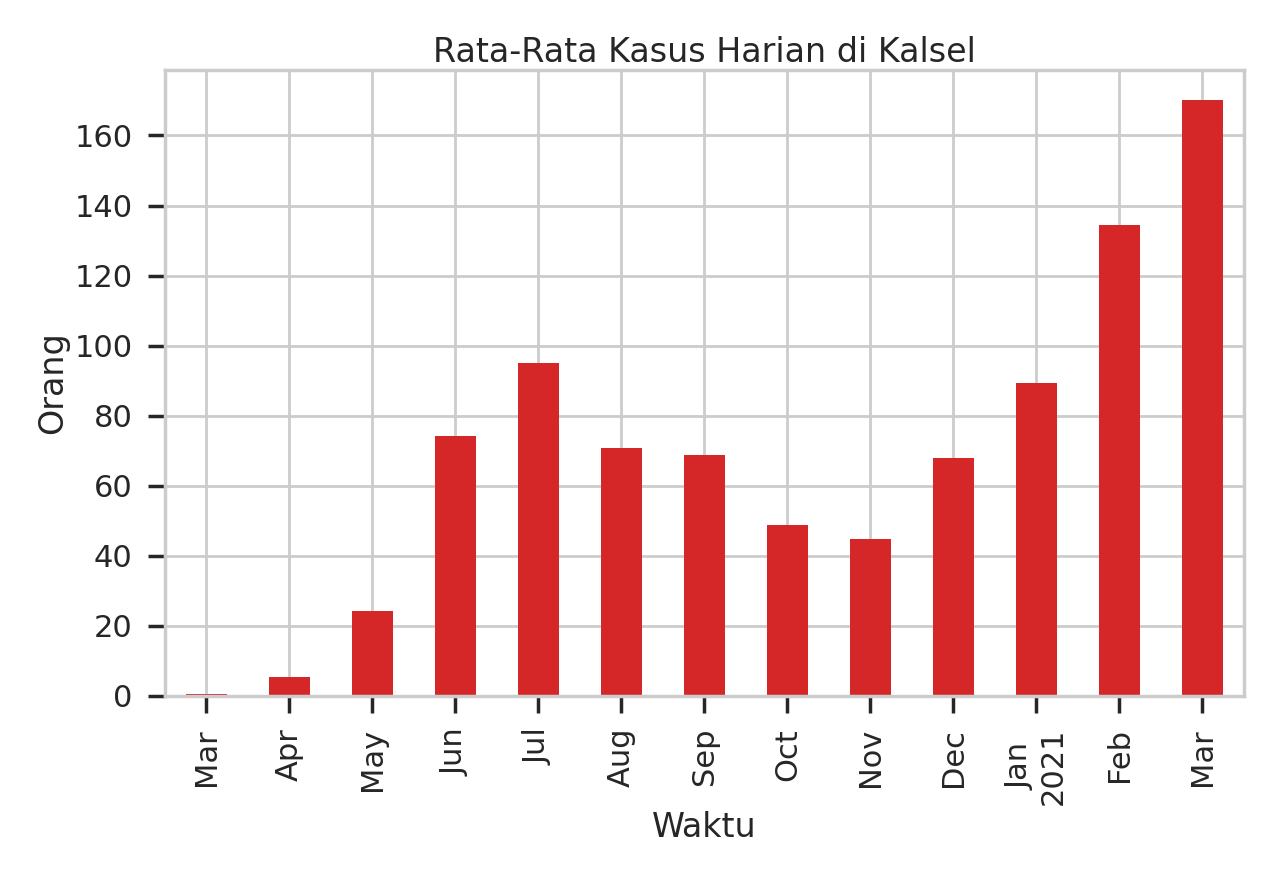 Rata-Rata Kasus Harian di Kalsel
160
140
120
100
80
60
40
20
0
Orang
Mar
Apr
May
Jun
Jul
Aug
Sep
Oct
Nov
Dec
Jan
2021
Feb
Mar
Waktu